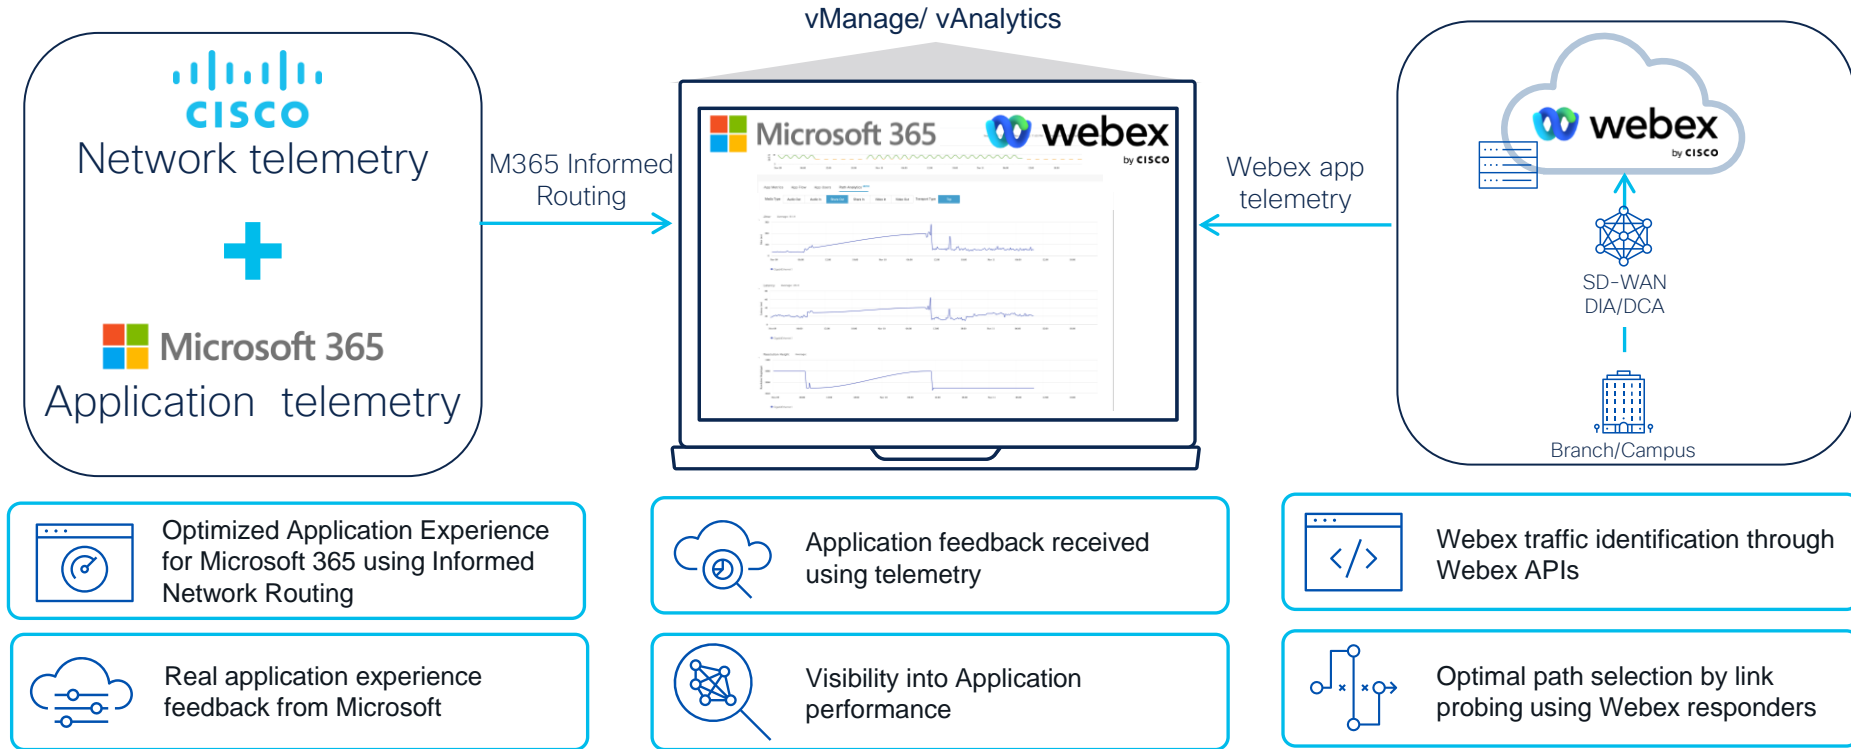 vManage/ vAnalytics
CISCO
Network telemetry
Microsoft 365
Application telemetry
M365 Informed
Routing
Microsoft 365
webex
by CISCO
Webex app
telemetry
webex
by CISCO
SD-WAN
DIA/DCA
Branch/Campus
Optimized Application Experience
for Microsoft 365 using Informed
Network Routing
Application feedback received
using telemetry
</>
Webex traffic identification through
Webex APIs
Real application experience
feedback from Microsoft
Visibility into Application
performance
Optimal path selection by link
probing using Webex responders